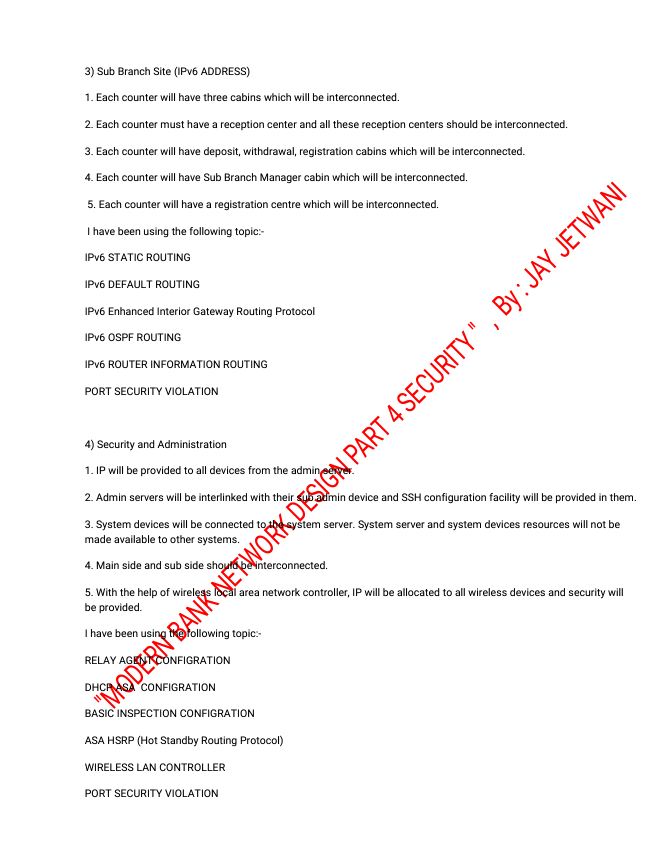 3) Sub Branch Site (IPv6 ADDRESS)
1. Each counter will have three cabins which will be interconnected.
2. Each counter must have a reception center and all these reception centers should be interconnected.
3. Each counter will have deposit, withdrawal, registration cabins which will be interconnected.
4. Each counter will have Sub Branch Manager cabin which will be interconnected.
5. Each counter will have a registration centre which will be interconnected.
I have been using the following topic:-
IPv6 STATIC ROUTING
IPv6 DEFAULT ROUTING
IPv6 Enhanced Interior Gateway Routing Protocol
IPv6 OSPF ROUTING
IPv6 ROUTER INFORMATION ROUTING
PORT SECURITY VIOLATION
4) Security and Administration
1. IP will be provided to all devices from the admin server.
2. Admin servers will be interlinked with their sub admin device and SSH configuration facility will be provided in them.
3. System devices will be connected to the system server. System server and system devices resources will not be
made available to other systems.
4. Main side and sub side should be interconnected.
5. With the help of wireless local area network controller, IP will be allocated to all wireless devices and security will
be provided.
I have been using the following topic:-
RELAY AGENT CONFIGRATION
DHCP ASA  CONFIGRATION
BASIC INSPECTION CONFIGRATION
ASA HSRP (Hot Standby Routing Protocol)
WIRELESS LAN CONTROLLER
PORT SECURITY VIOLATION
"MODERN BANK NETWORK DESIGN PART 4 SECURITY" , By : JAY JETWANI